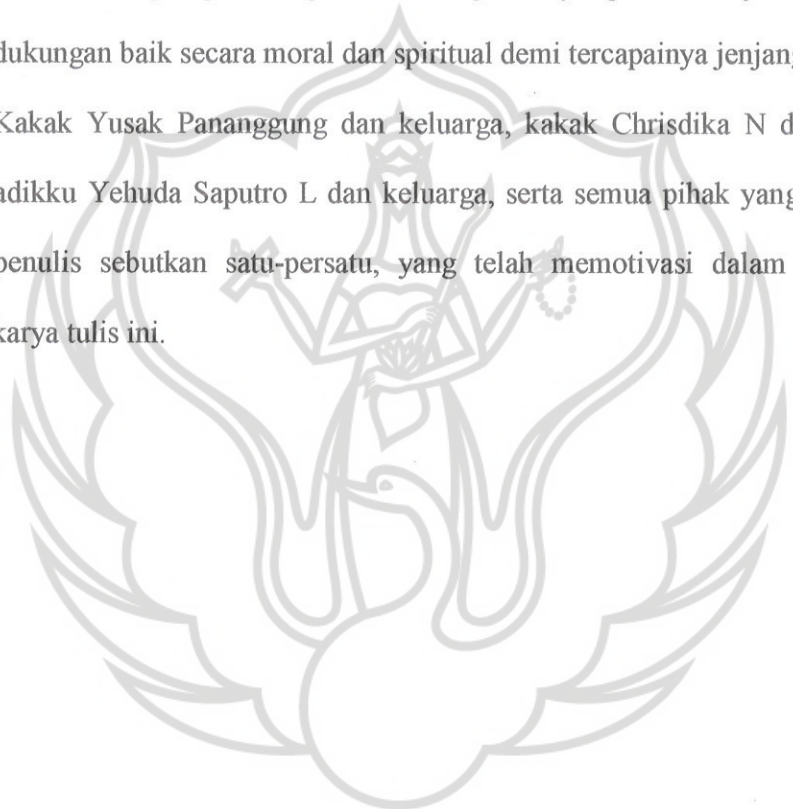 dukungan baik secara moral dan spiritual demi tercapainya jenjang
Kakak Yusak Pananggung dan keluarga, kakak Chrisdika N d
adikku Yehuda Saputro L dan keluarga, serta semua pihak yang
penulis sebutkan satu-persatu, yang telah memotivasi dalam
karya tulis ini.